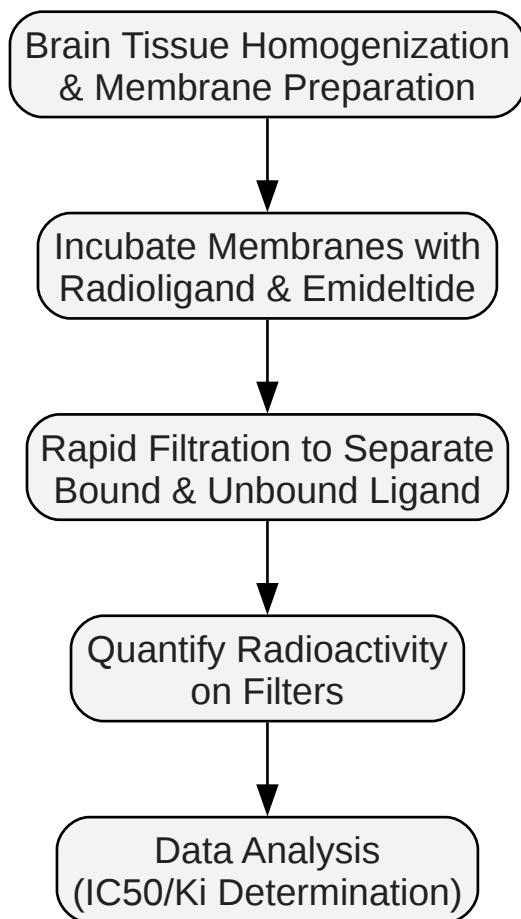 Brain Tissue Homogenization
& Membrane Preparation
Incubate Membranes with
Radioligand & Emideltide
Rapid Filtration to Separate
Bound & Unbound Ligand
Quantify Radioactivity
on Filters
Data Analysis
(IC50/Ki Determination)